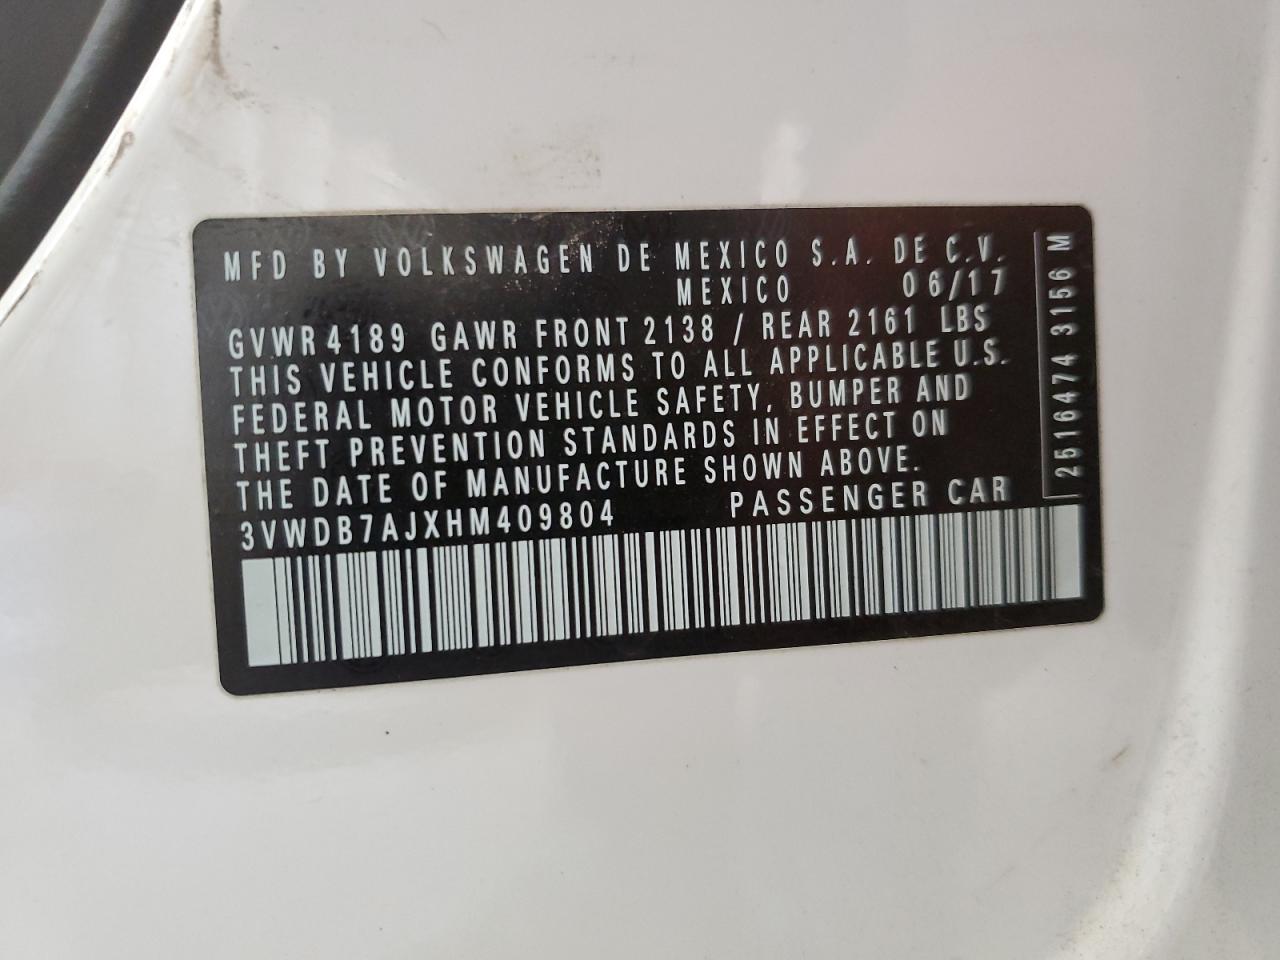 MFD BY VOLKSWAGEN DE MEXICO S.A. DE C.V.
MEXICO 06/17
GVWR 4189 GAWR FRONT 2138 / REAR 2161 LBS
THIS VEHICLE CONFORMS TO ALL APPLICABLE U.S.
FEDERAL MOTOR VEHICLE SAFETY, BUMPER AND
THEFT PREVENTION STANDARDS IN EFFECT ON
THE DATE OF MANUFACTURE SHOWN ABOVE.
3VWDB7AJXHM409804 PASSENGER CAR
2516474 3156 M